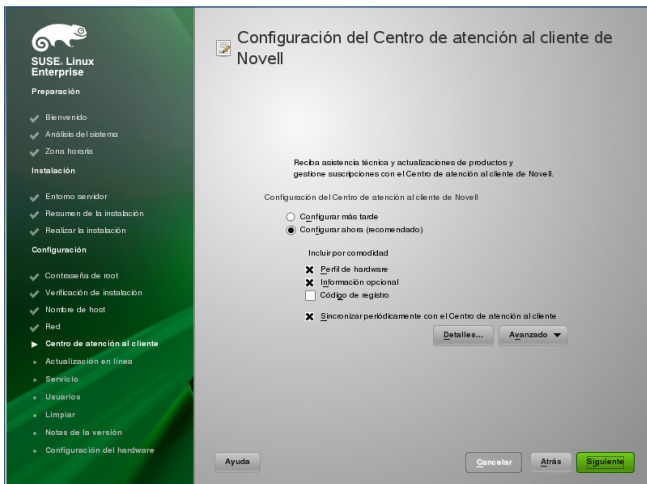 SUSE. Linux
Enterprise
Preparación
Bienvenido
Análisis del sistema
Zona horaria
Instalación
Entorno servidor
Resumen de la instalación
Realizar la instalación
Configuración
Contraseña de root
Verificación de instalación
Nombre de host
Red
Centro de atención al cliente
Actualización en línea
Servicio
Usuarios
Limpiar
Notas de la versión
Configuración del hardware
Configuración del Centro de atención al cliente de
Novell
Reciba asistencia técnica y actualizaciones de productos y
gestione suscripciones con el Centro de atención al cliente de Novell.
Configuración del Centro de atención al cliente de Novell
Configurar más tarde
Configurar ahora (recomendado)
Incluir por comodidad
Perfil de hardware
Información opcional
Código de registro
Sincronizar periódicamente con el Centro de atención al cliente
Detalles...
Avanzado
Ayuda
Cancelar
Atrás
Siguiente